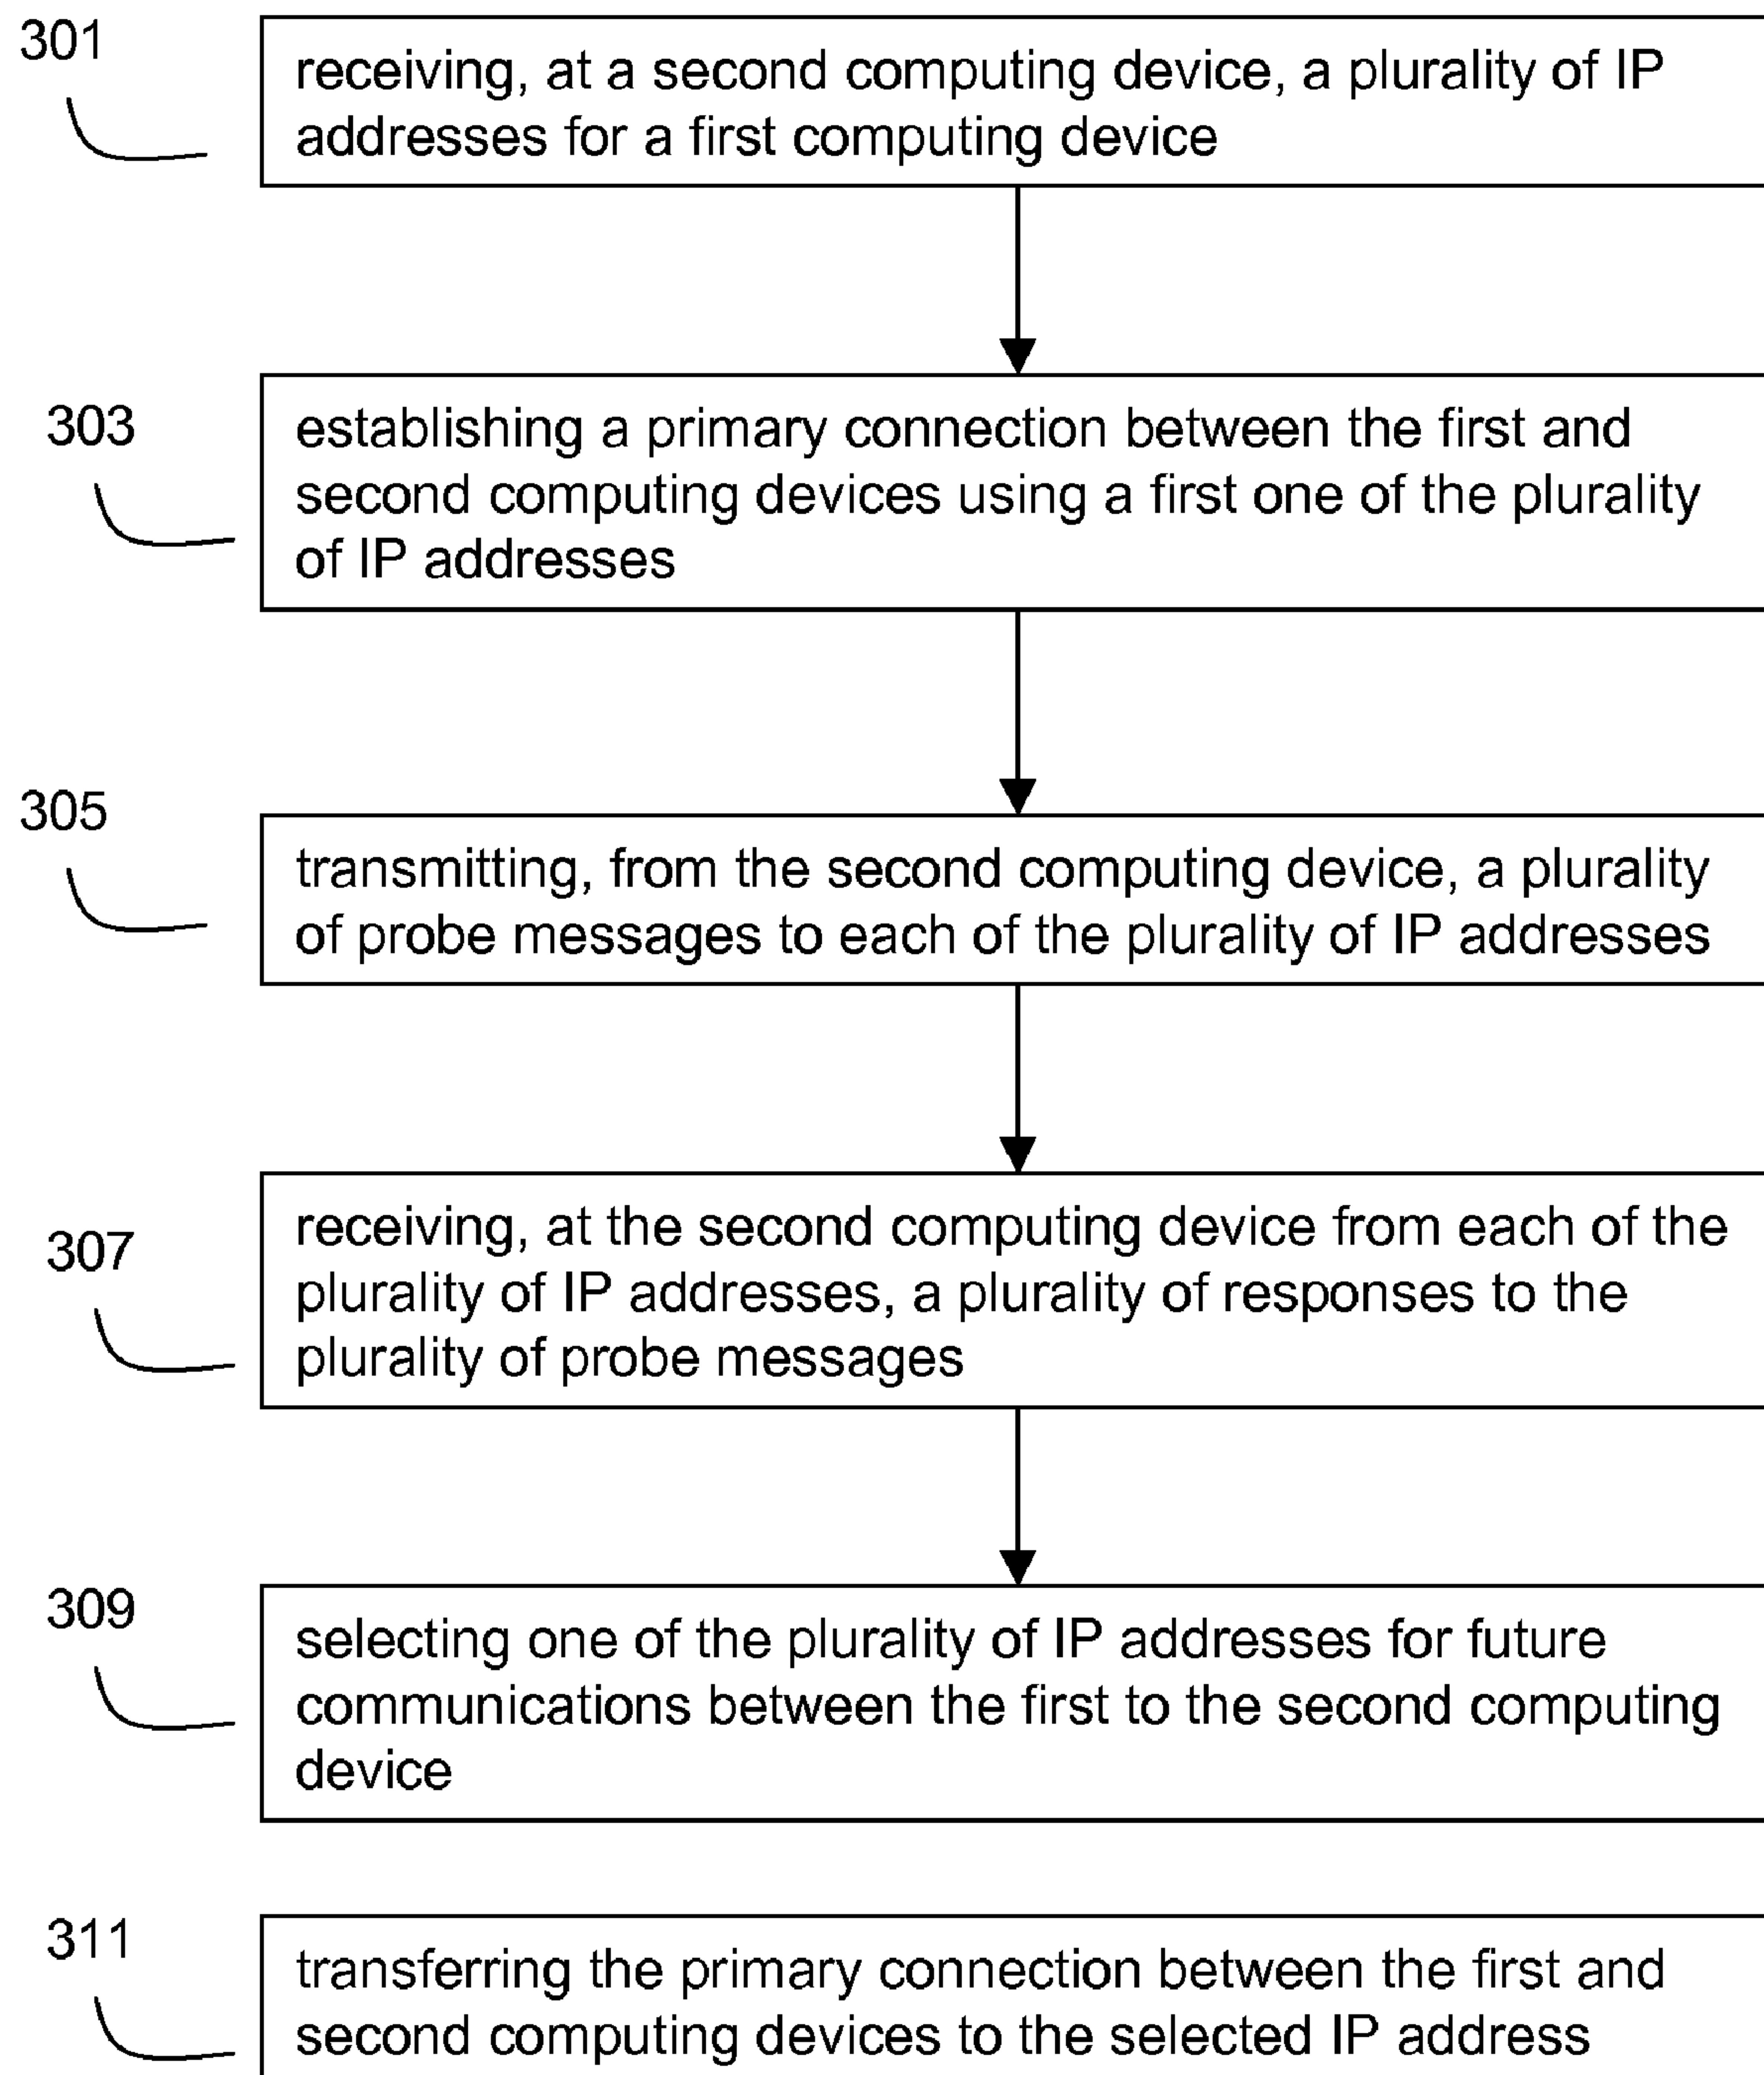 301
receiving, at a second computing device, a plurality of IP
addresses for a first computing device
303
establishing a primary connection between the first and
second computing devices using a first one of the plurality
of IP addresses
305
transmitting, from the second computing device, a plurality
of probe messages to each of the plurality of IP addresses
307
receiving, at the second computing device from each of the
plurality of IP addresses, a plurality of responses to the
plurality of probe messages
309
selecting one of the plurality of IP addresses for future
communications between the first to the second computing
device
311
transferring the primary connection between the first and
second computing devices to the selected IP address